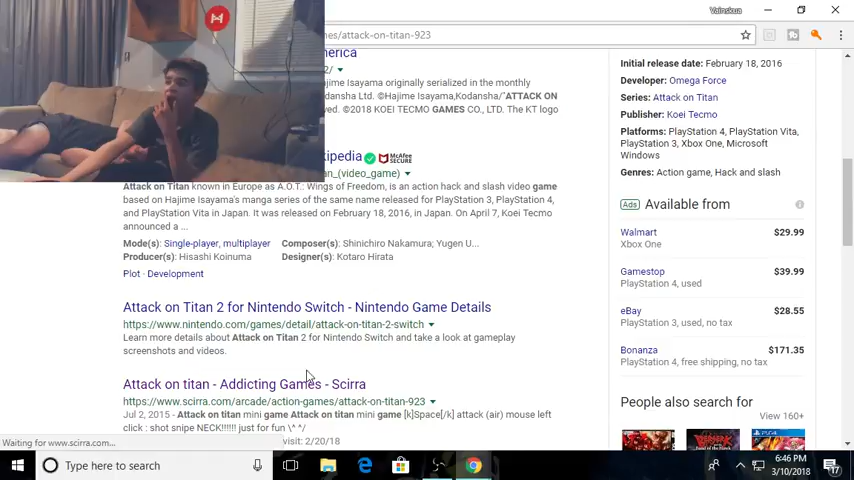 Vainskua
nes/attack-on-titan-923
erica
2/
jime Isayama originally serialized in the monthly
dansha Ltd. ©Hajime Isayama,Kodansha/"ATTACK ON
ved. ©2018 KOEI TECMO GAMES CO., LTD. The KT logo
ipedia McAfee SECURE
an_(video_game)
Attack on Titan known in Europe as A.O.T.: Wings of Freedom, is an action hack and slash video game
based on Hajime Isayama's manga series of the same name released for PlayStation 3, PlayStation 4,
and PlayStation Vita in Japan. It was released on February 18, 2016, in Japan. On April 7, Koei Tecmo
announced a ...
Mode(s): Single-player, multiplayer Composer(s): Shinichiro Nakamura; Yugen U...
Producer(s): Hisashi Koinuma Designer(s): Kotaro Hirata
Plot · Development
Attack on Titan 2 for Nintendo Switch - Nintendo Game Details
https://www.nintendo.com/games/detail/attack-on-titan-2-switch
Learn more details about Attack on Titan 2 for Nintendo Switch and take a look at gameplay
screenshots and videos.
Attack on titan - Addicting Games - Scirra
https://www.scirra.com/arcade/action-games/attack-on-titan-923
Jul 2, 2015 - Attack on titan mini game Attack on titan mini game [k]Space[/k] attack (air) mouse left
click : shot snipe NECK!!!!!! just for fun \^ ^/
visit: 2/20/18
Waiting for www.scirra.com...
Initial release date: February 18, 2016
Developer: Omega Force
Series: Attack on Titan
Publisher: Koei Tecmo
Platforms: PlayStation 4, PlayStation Vita,
PlayStation 3, Xbox One, Microsoft
Windows
Genres: Action game, Hack and slash
Ads Available from
Walmart $29.99
Xbox One
Gamestop $39.99
PlayStation 4, used
eBay $28.55
PlayStation 3, used, no tax
Bonanza $171.35
PlayStation 4, free shipping, no tax
People also search for
View 160+
Type here to search
6:46 PM
3/10/2018
17